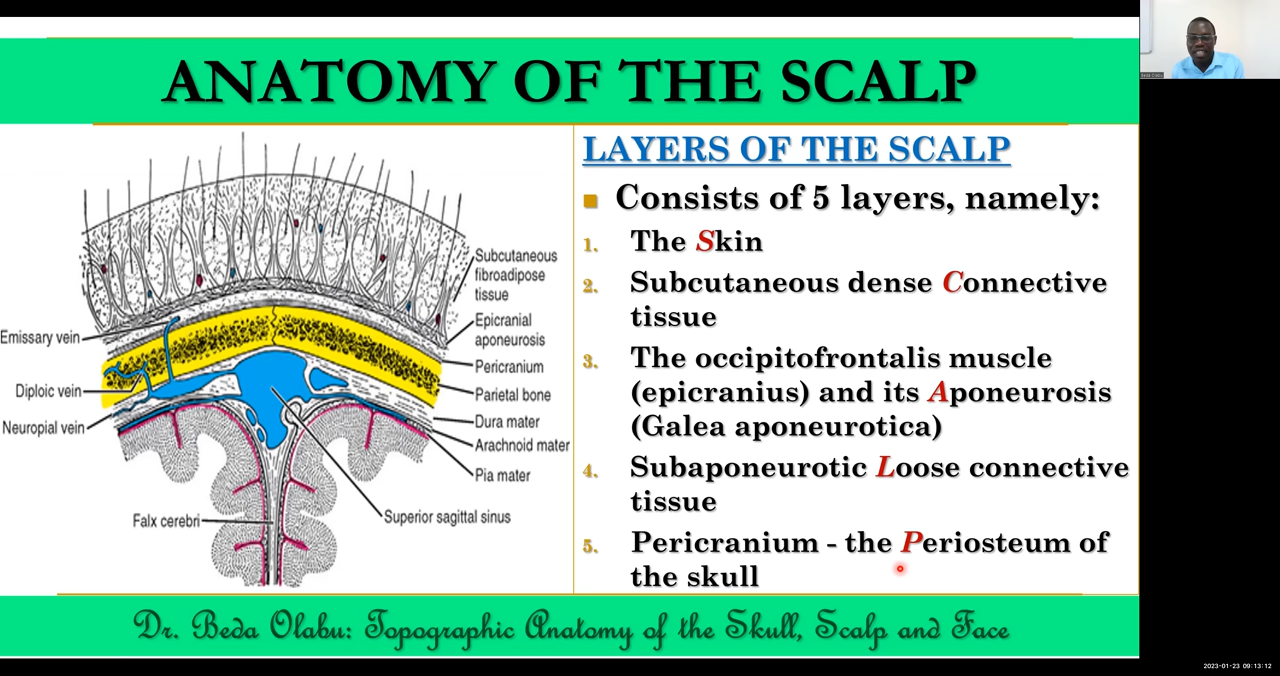 ANATOMY OF THE SCALP
LAYERS OF THE SCALP
Consists of 5 layers, namely:
1. The Skin
2. Subcutaneous dense Connective
tissue
3. The occipitofrontalis muscle
(epicranius) and its Aponeurosis
(Galea aponeurotica)
4. Subaponeurotic Loose connective
tissue
5. Pericranium - the Periosteum of
the skull
Subcutaneous
fibroadipose
tissue
Epicranial
aponeurosis
Pericranium
Parietal bone
Dura mater
Arachnoid mater
Pia mater
Superior sagittal sinus
Emissary vein
Diploic vein
Neuropial vein
Falx cerebri
Dr. Beda Olabu: Topographic Anatomy of the Skull, Scalp and Face
Beda Olabu
2023-01-23 09:13:12